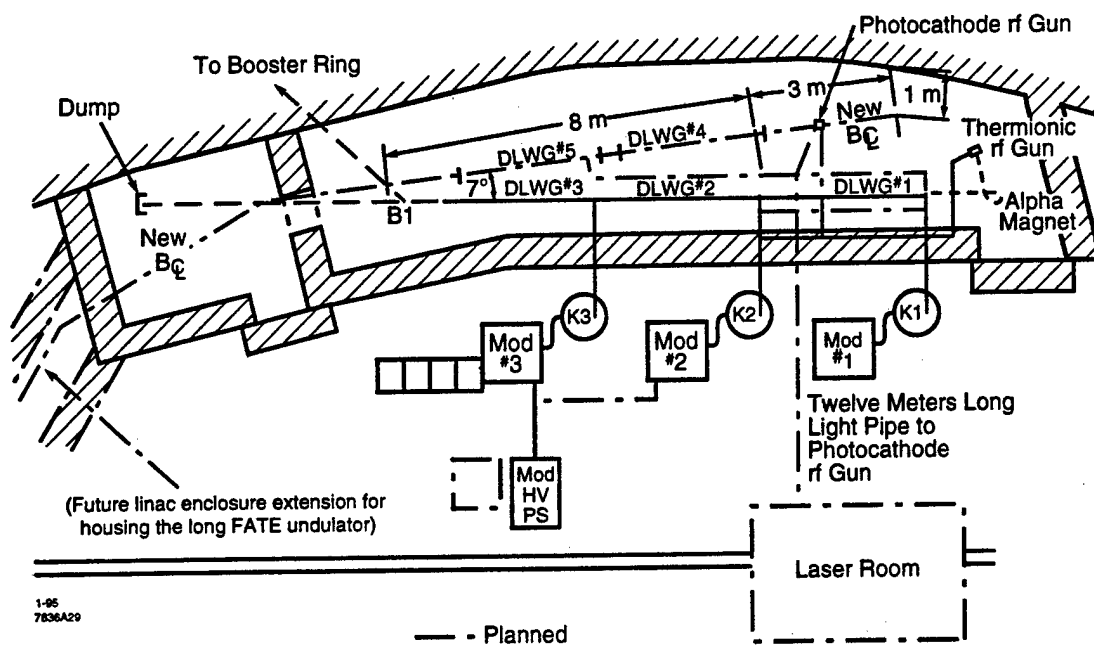 Photocathode rf Gun
To Booster Ring
Dump
3 m
1 m
8 m
New
B℄
Thermionic
rf Gun
DLWG#4
DLWG#5
7°
DLWG#3
DLWG#2
DLWG#1
B1
Alpha
Magnet
New
B℄
K3
K2
K1
Mod
#3
Mod
#2
Mod
#1
Twelve Meters Long
Light Pipe to
Photocathode
rf Gun
Mod
HV
PS
(Future linac enclosure extension for
housing the long FATE undulator)
Laser Room
1-95
7836A29
Planned